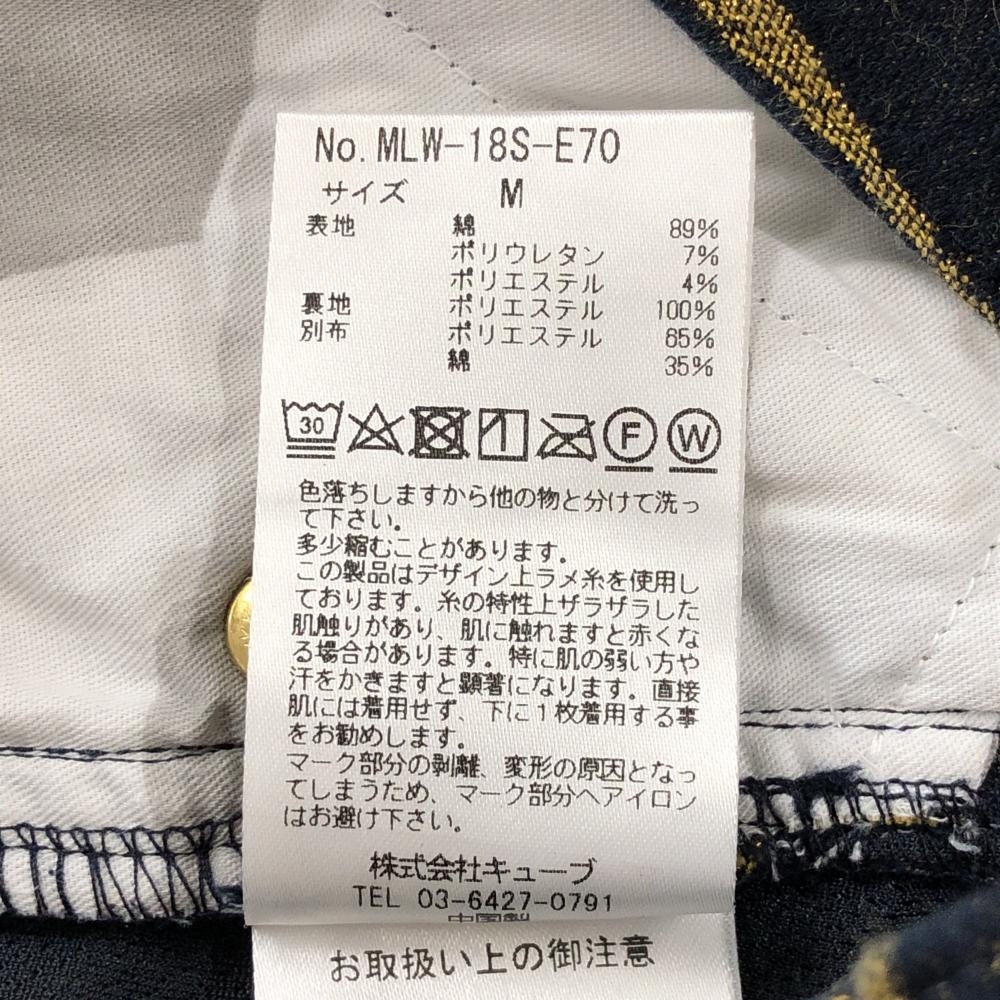 No. MLW-18S-E70
サイズ M
表地 綿 89%
ポリウレタン 7%
ポリエステル 4%
裏地 ポリエステル 100%
別布 ポリエステル 65%
綿 35%
30 F W
色落ちしますから他の物と分けて洗っ
て下さい。
多少縮むことがあります。
この製品はデザイン上ラメ糸を使用し
ております。糸の特性上ザラザラした
肌触りがあり、肌に触れますと赤くな
る場合があります。特に肌の弱い方や
汗をかきますと顕著になります。直接
肌には着用せず、下に1枚着用する事
をお勧めします。
マーク部分の剥離、変形の原因となっ
てしまうため、マーク部分へアイロン
はお避け下さい。
株式会社キューブ
TEL 03-6427-0791
中国製
お取扱い上の御注意